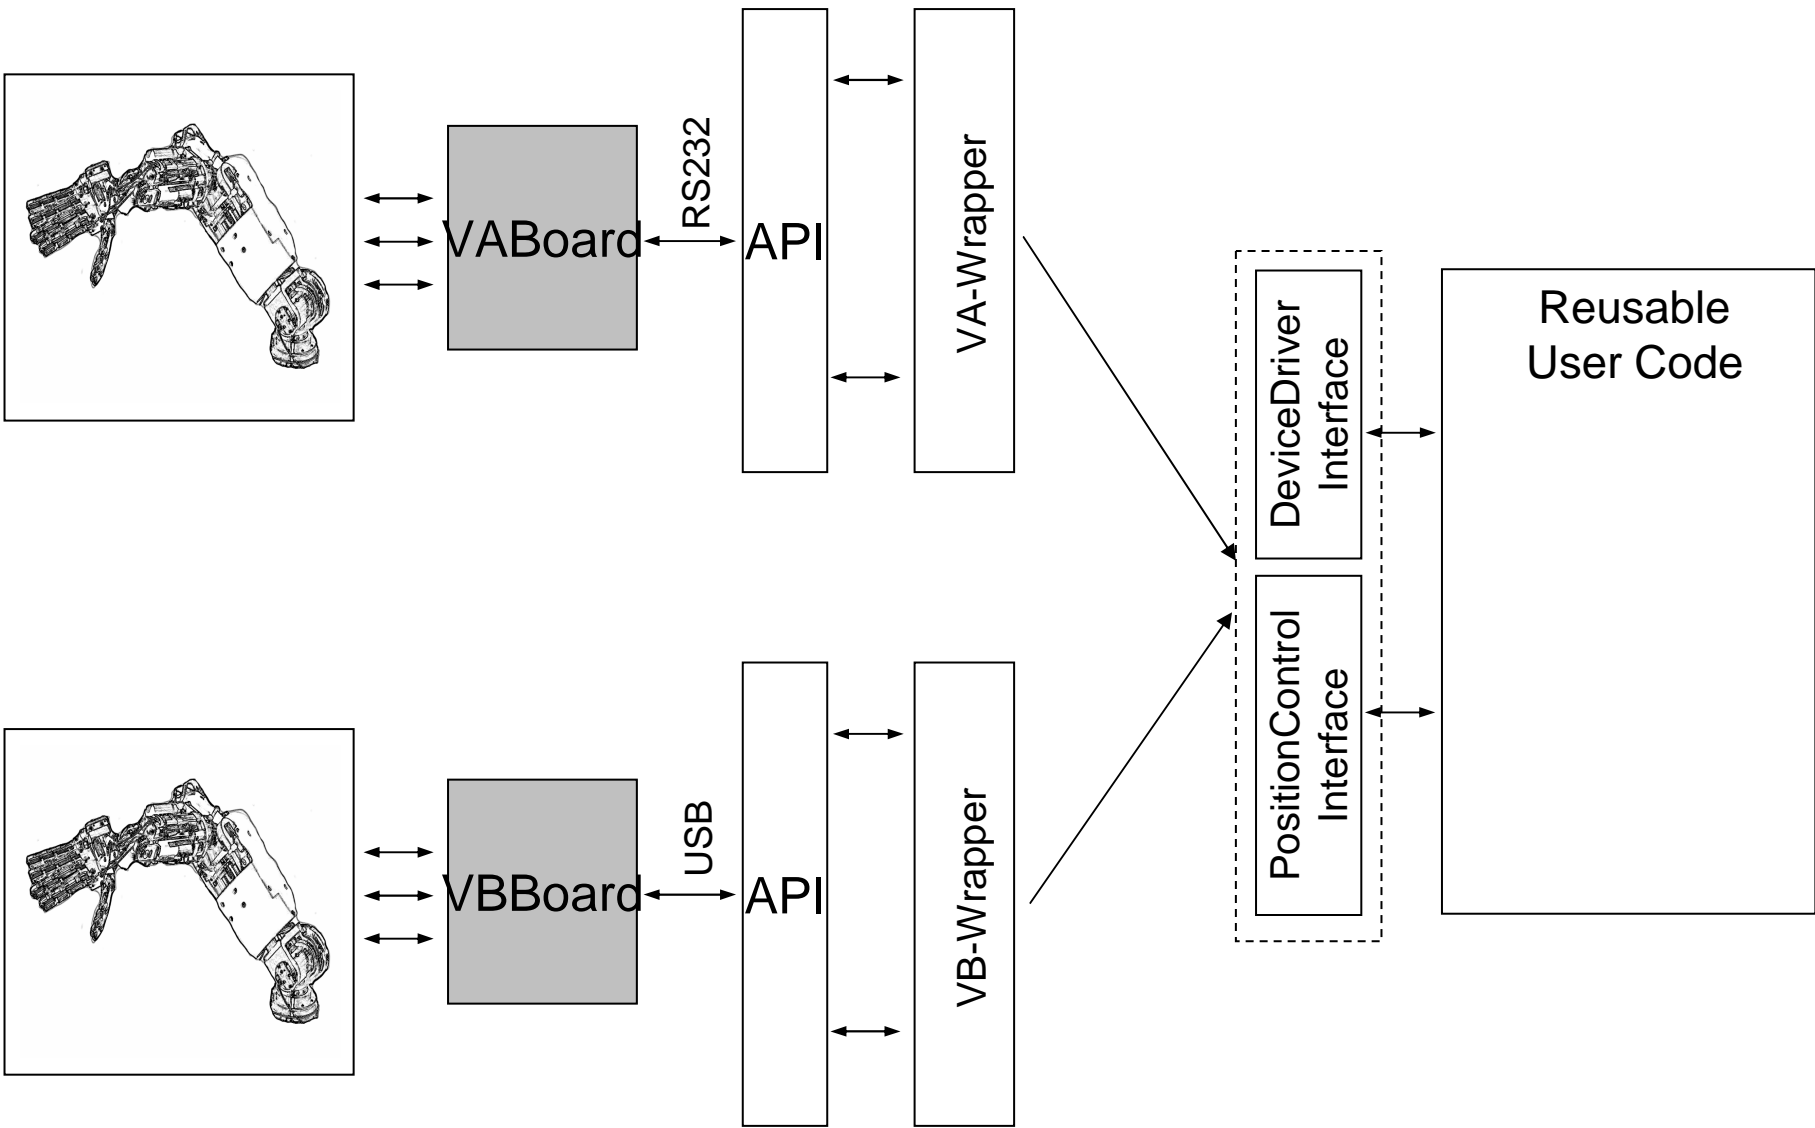 VABoard
RS232
API
VA-Wrapper
DeviceDriver
Interface
Reusable
User Code
VBBoard
USB
API
VB-Wrapper
PositionControl
Interface